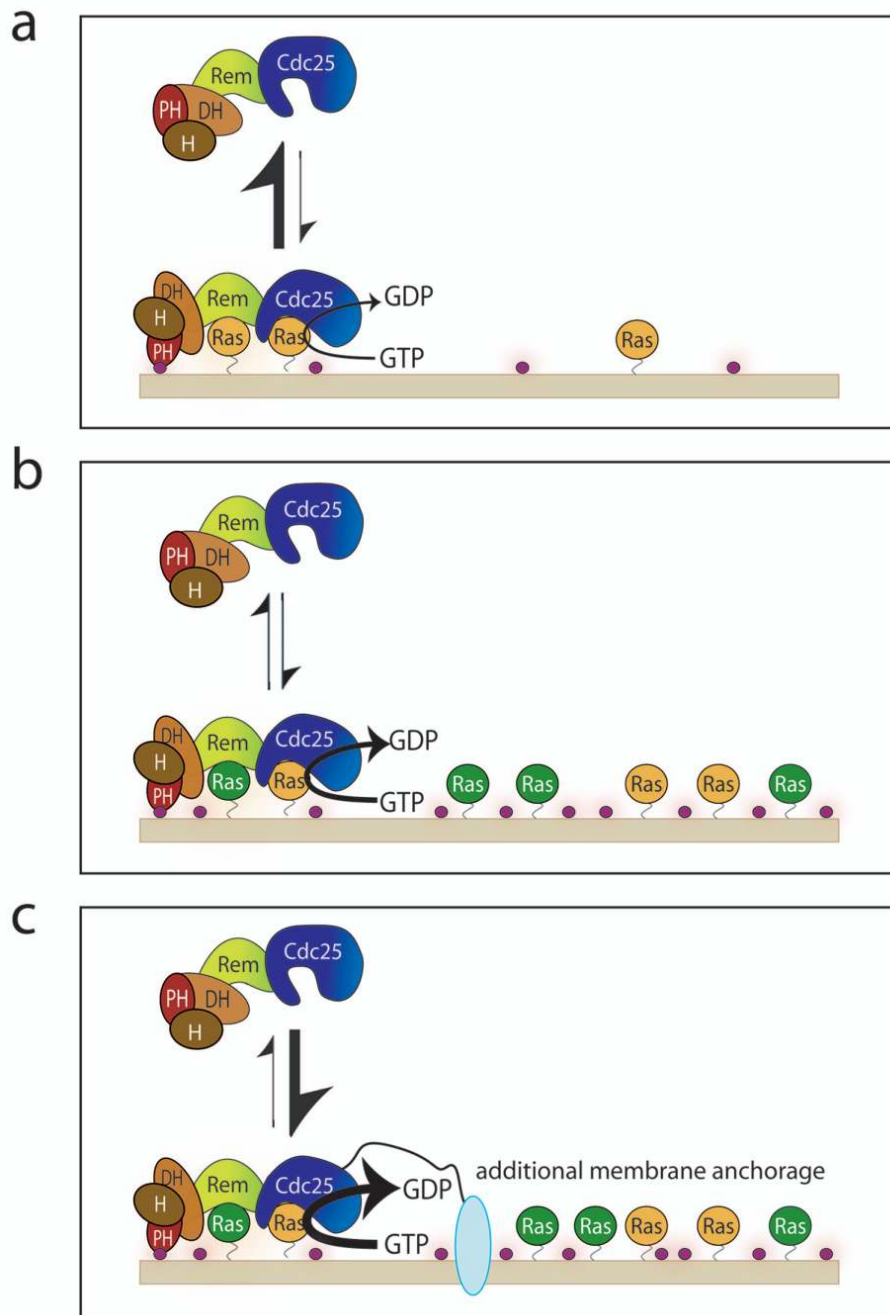 a
Rem
Cdc25
PH
DH
H
DH
Rem
Cdc25
GDP
H
Ras
Ras
Ras
PH
GTP
b
Rem
Cdc25
PH
DH
H
DH
Rem
Cdc25
GDP
H
Ras
Ras
Ras
Ras
Ras
Ras
Ras
PH
GTP
c
Rem
Cdc25
PH
DH
H
DH
Rem
Cdc25
additional membrane anchorage
GDP
H
Ras
Ras
Ras
Ras
Ras
Ras
Ras
PH
GTP